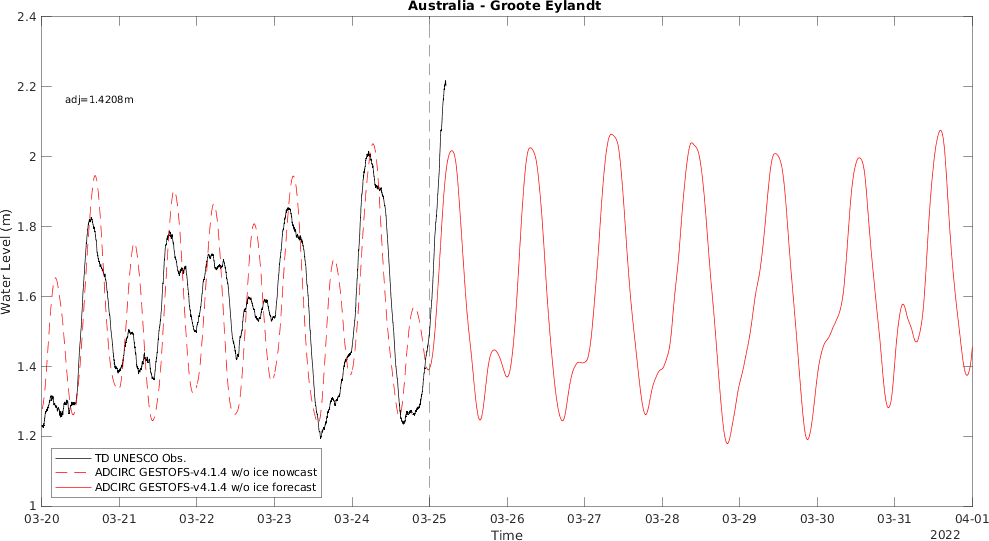 Australia - Groote Eylandt
2.4
2.2
2
1.8
1.6
1.4
1.2
1
Water Level (m)
adj=1.4208m
TD UNESCO Obs.
ADCIRC GESTOFS-v4.1.4 w/o ice nowcast
ADCIRC GESTOFS-v4.1.4 w/o ice forecast
03-20 03-21 03-22 03-23 03-24 03-25 03-26 03-27 03-28 03-29 03-30 03-31 04-01
Time
2022